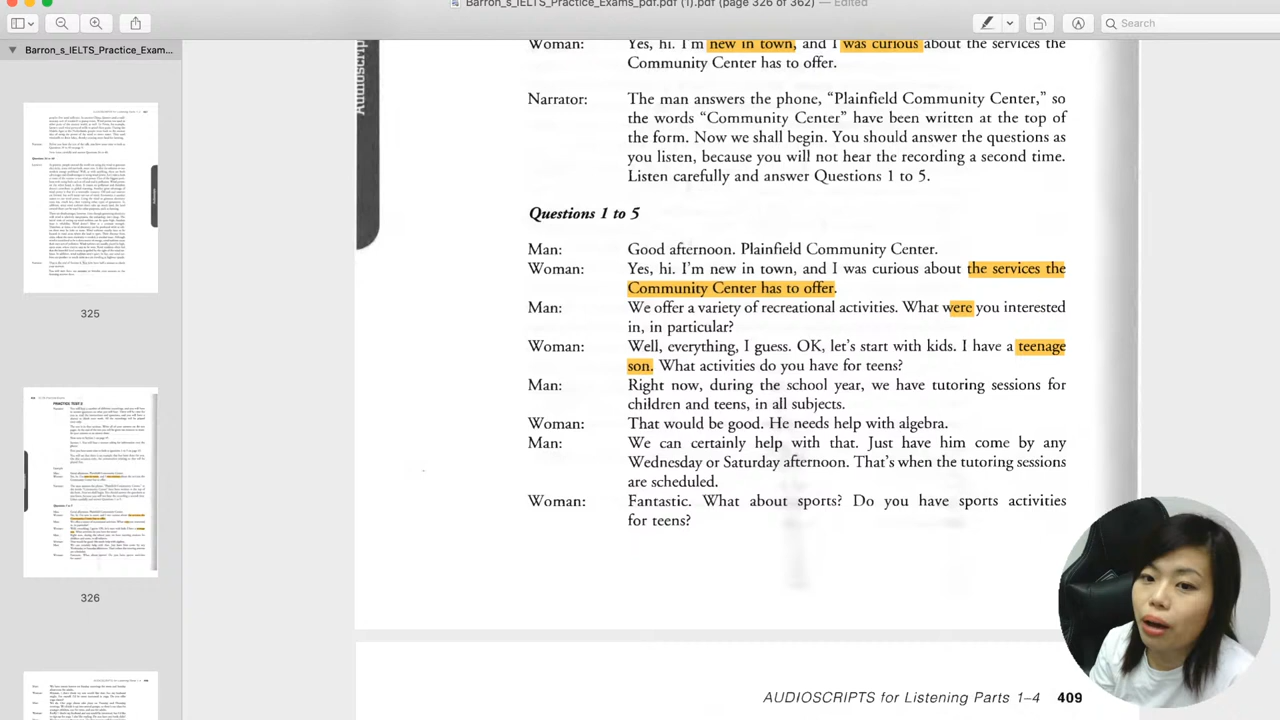 Barron_s_IELTS_Practice_Exams_pdf.pdf (1).pdf (page 326 of 362) — Edited
Search
Barron_s_IELTS_Practice_Exam...
325
326
Woman: Yes, hi. I'm new in town, and I was curious about the services the
Community Center has to offer.
Narrator: The man answers the phone, "Plainfield Community Center," so
the words "Community Center" have been written at the top of
the form. Now we shall begin. You should answer the questions as
you listen, because you will not hear the recording a second time.
Listen carefully and answer Questions 1 to 5.
Questions 1 to 5
Man: Good afternoon. Plainfield Community Center.
Woman: Yes, hi. I'm new in town, and I was curious about the services the
Community Center has to offer.
Man: We offer a variety of recreational activities. What were you interested
in, in particular?
Woman: Well, everything, I guess. OK, let's start with kids. I have a teenage
son. What activities do you have for teens?
Man: Right now, during the school year, we have tutoring sessions for
children and teens, in all subjects.
Woman: That would be good. He needs help with algebra.
Man: We can certainly help with that. Just have him come by any
Wednesday or Saturday afternoon. That's when the tutoring sessions
are scheduled.
Woman: Fantastic. What about sports? Do you have sports activities
for teens?
for Listening Parts 1–4 409